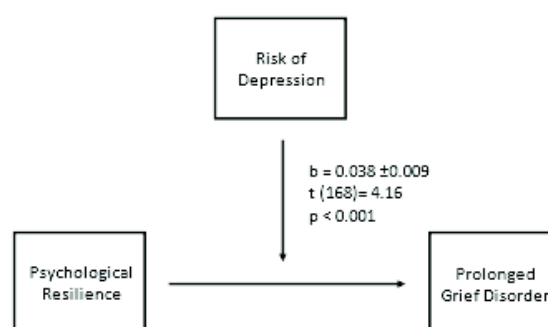 Risk of
Depression
b = 0.038 ±0.009
t (168)= 4.16
p < 0.001
Psychological
Resilience
Prolonged
Grief Disorder